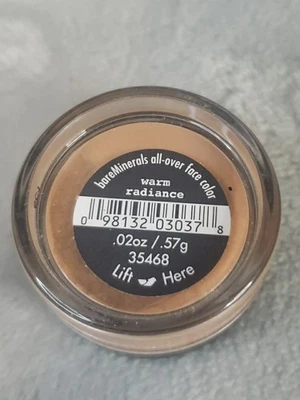 bareMinerals all-over face color
warm
radiance
0 98132 03037 8
.02oz / .57g
35468
Lift Here